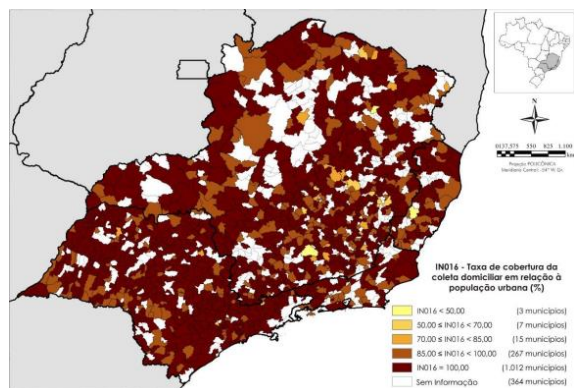 N
Projeção POLICÔNICA
IN016 - Taxa de cobertura da
coleta domiciliar em relação à
população urbana (%)
IN016 < 50,00 (3 municípios)
50,00 ≤ IN016 < 70,00 (7 municípios)
70,00 ≤ IN016 < 85,00 (15 municípios)
85,00 ≤ IN016 < 100,00 (267 municípios)
IN016 = 100,00 (1.012 municípios)
Sem Informação (364 municípios)